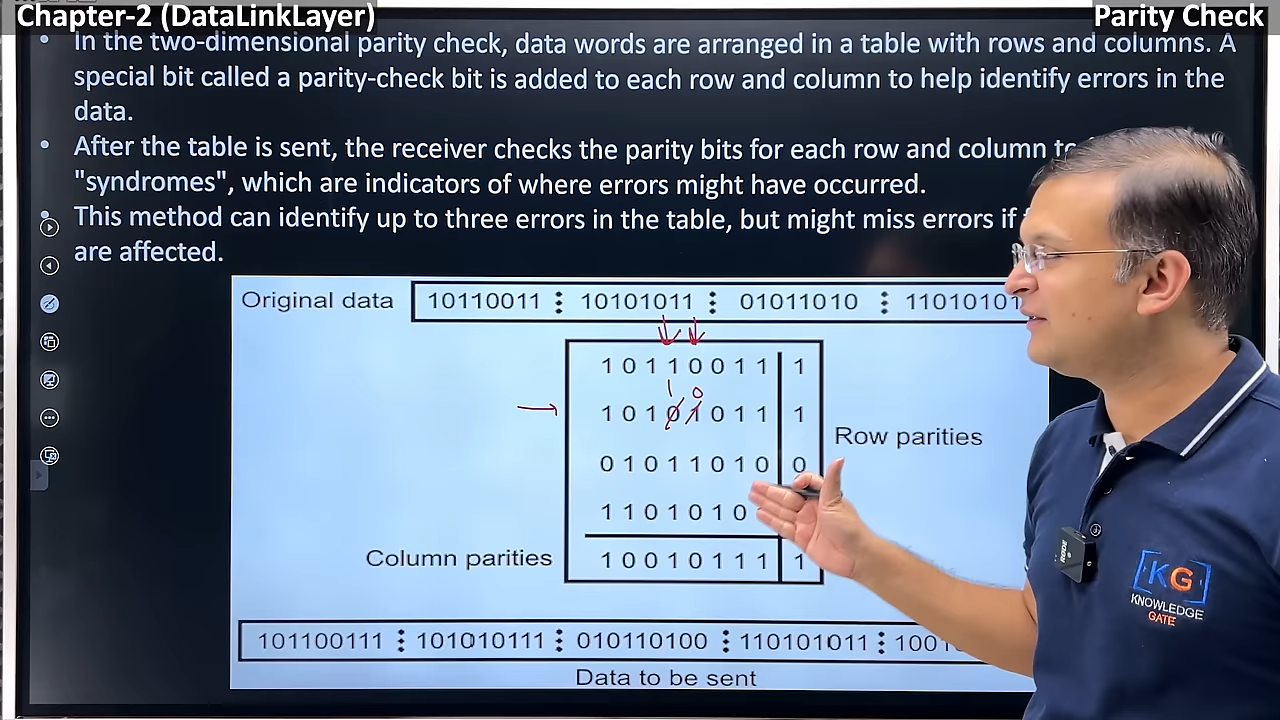 Chapter-2 (DataLinkLayer)
Parity Check
• In the two-dimensional parity check, data words are arranged in a table with rows and columns. A
special bit called a parity-check bit is added to each row and column to help identify errors in the
data.
• After the table is sent, the receiver checks the parity bits for each row and column
"syndromes", which are indicators of where errors might have occurred.
• This method can identify up to three errors in the table, but might miss errors if
are affected.
Original data 10110011 ⋮ 10101011 ⋮ 01011010 ⋮ 11010101
1 0 1 1 0 0 1 1 1
1 0
1 0 1 0 1 0 1 1 1
Row parities
0 1 0 1 1 0 1 0 0
1 1 0 1 0 1 0
Column parities 1 0 0 1 0 1 1 1 1
101100111 ⋮ 101010111 ⋮ 010110100 ⋮ 110101011 ⋮ 100
Data to be sent
RODE
KG
KNOWLEDGE
GATE